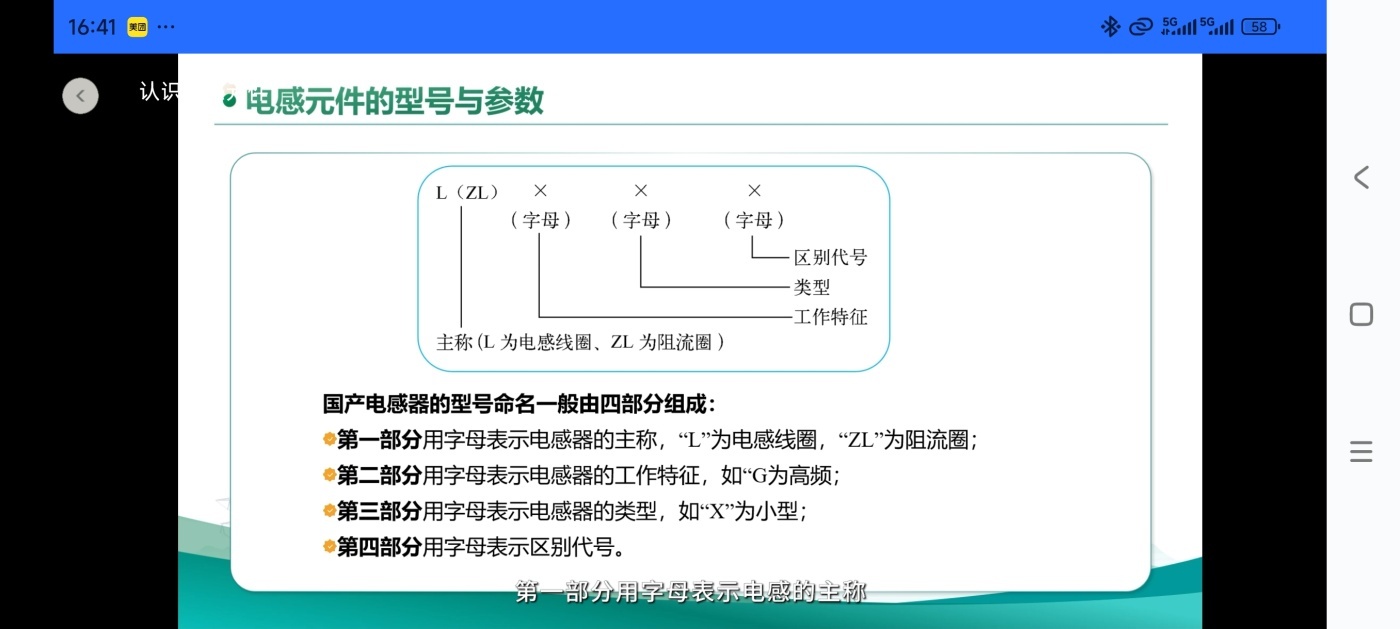 16:41 美团 ···
5G 5G 58
认识
电感元件的型号与参数
L（ZL） × × ×
（字母）（字母） （字母）
区别代号
类型
工作特征
主称(L 为电感线圈、ZL 为阻流圈）
国产电感器的型号命名一般由四部分组成：
第一部分用字母表示电感器的主称，“L”为电感线圈，“ZL”为阻流圈；
第二部分用字母表示电感器的工作特征，如“G为高频；
第三部分用字母表示电感器的类型，如“X”为小型；
第四部分用字母表示区别代号。
第一部分用字母表示电感的主称